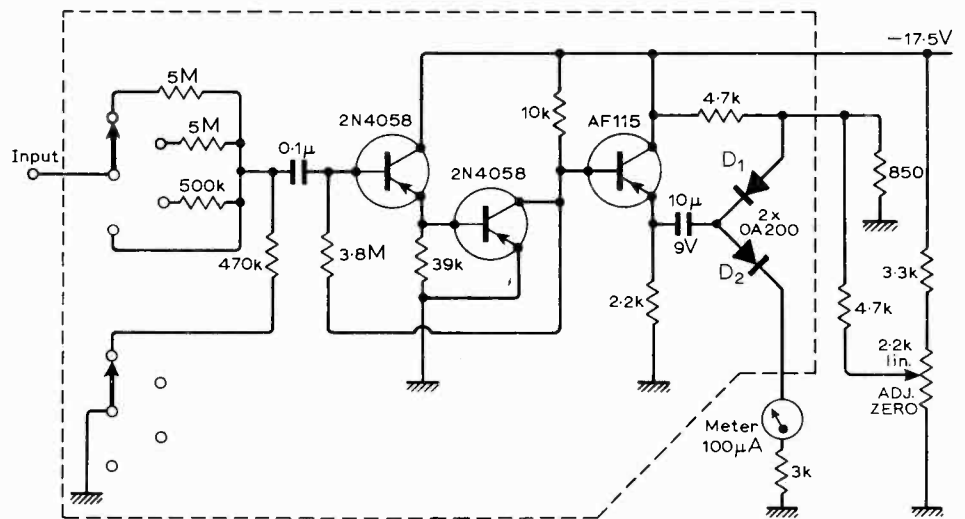 −17·5V
5M
4·7k
2N4058
10k
AF115
5M
0·1μ
D1
850
Input
2N4058
10μ
2x
OA200
500k
9V
D2
470k
3·8M
39k
3·3k
2·2k
4·7k
2·2k
lin.
ADJ.
ZERO
Meter
100μA
3k